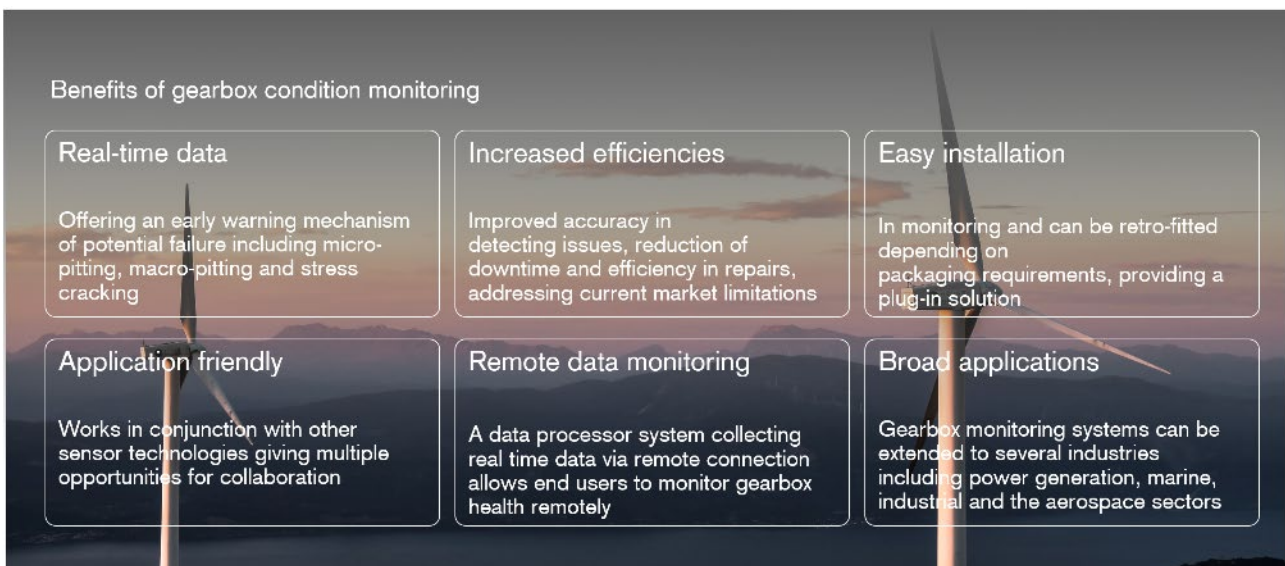 Benefits of gearbox condition monitoring
Real-time data
Offering an early warning mechanism
of potential failure including micro-
pitting, macro-pitting and stress
cracking
Increased efficiencies
Improved accuracy in
detecting issues, reduction of
downtime and efficiency in repairs,
addressing current market limitations
Easy installation
In monitoring and can be retro-fitted
depending on
packaging requirements, providing a
plug-in solution
Application friendly
Works in conjunction with other
sensor technologies giving multiple
opportunities for collaboration
Remote data monitoring
A data processor system collecting
real time data via remote connection
allows end users to monitor gearbox
health remotely
Broad applications
Gearbox monitoring systems can be
extended to several industries
including power generation, marine,
industrial and the aerospace sectors